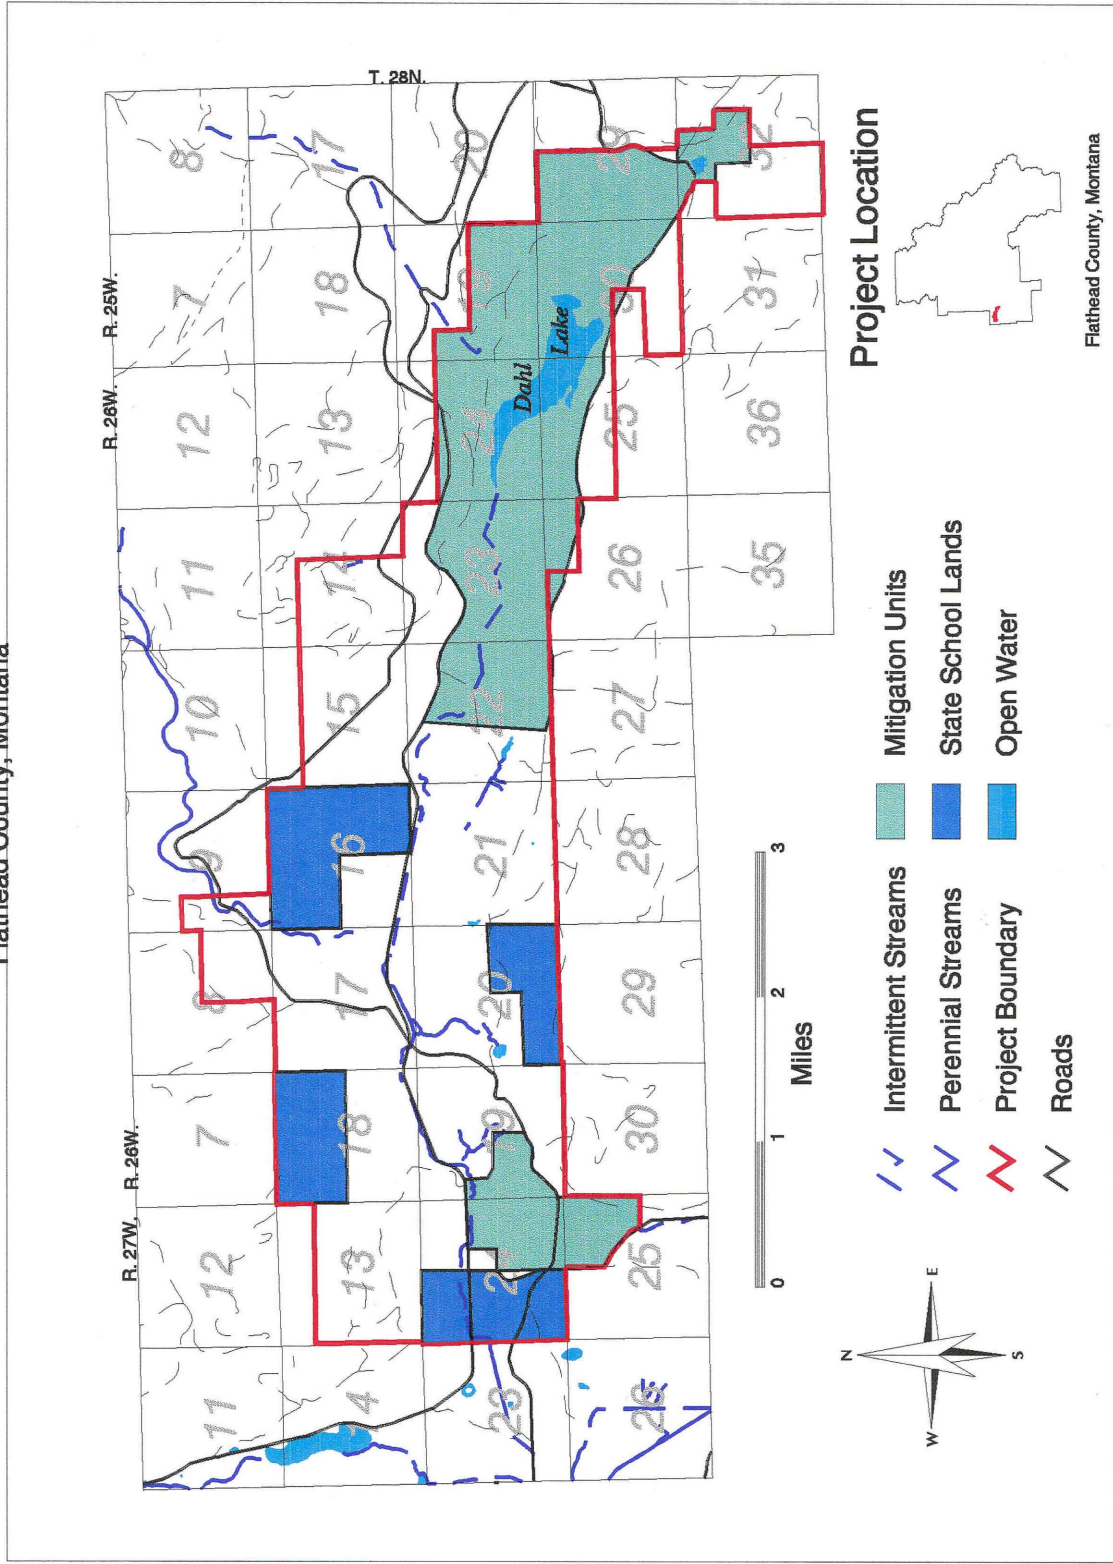 Flathead County, Montana
R. 27W. R. 26W.
R. 26W. R. 25W.
T. 28N.
11 12 7 8 9 10 11 12 7 8
14 13 18 17 16 15 14 13 18 17
23 24 19 20 21 22 23 24 19 20
Dahl
Lake
26 25 30 29 28 27 26 25 30 29
35 36 31 32
0 1 2 3
Miles
N
W E
S
Intermittent Streams
Perennial Streams
Project Boundary
Roads
Mitigation Units
State School Lands
Open Water
Project Location
Flathead County, Montana